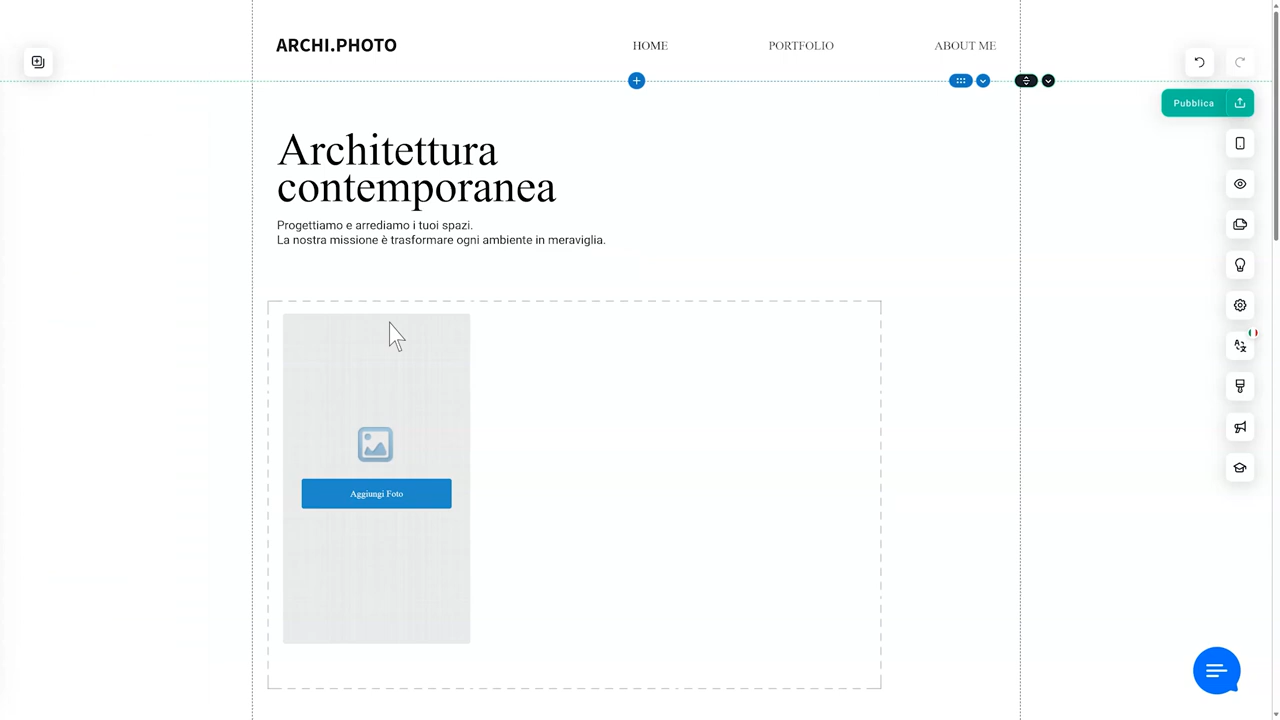 ARCHI.PHOTO
HOME
PORTFOLIO
ABOUT ME
Pubblica
Architettura
contemporanea
Progettiamo e arrediamo i tuoi spazi.
La nostra missione è trasformare ogni ambiente in meraviglia.
Aggiungi Foto